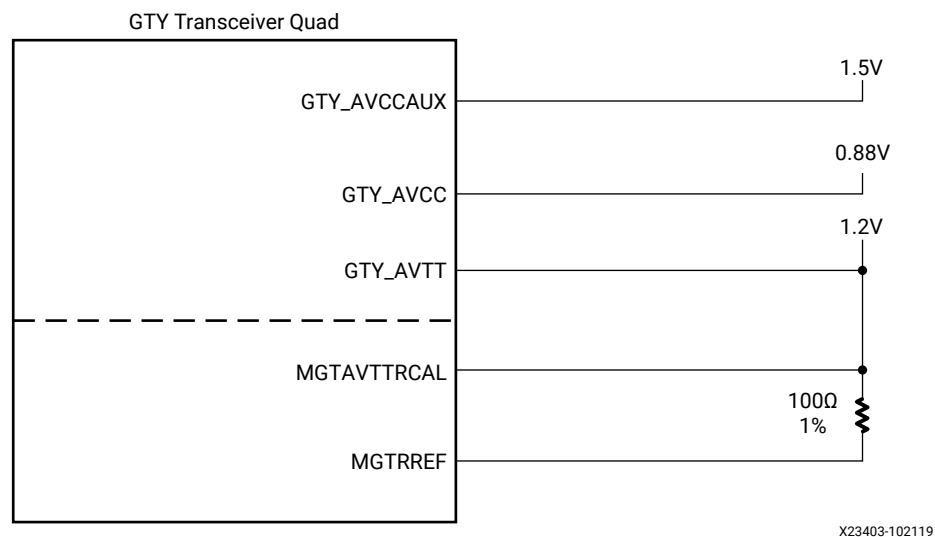 GTY Transceiver Quad
1.5V
GTY_AVCCAUX
0.88V
GTY_AVCC
1.2V
GTY_AVTT
MGTAVTTRCAL
100Ω
1%
MGTRREF
X23403-102119